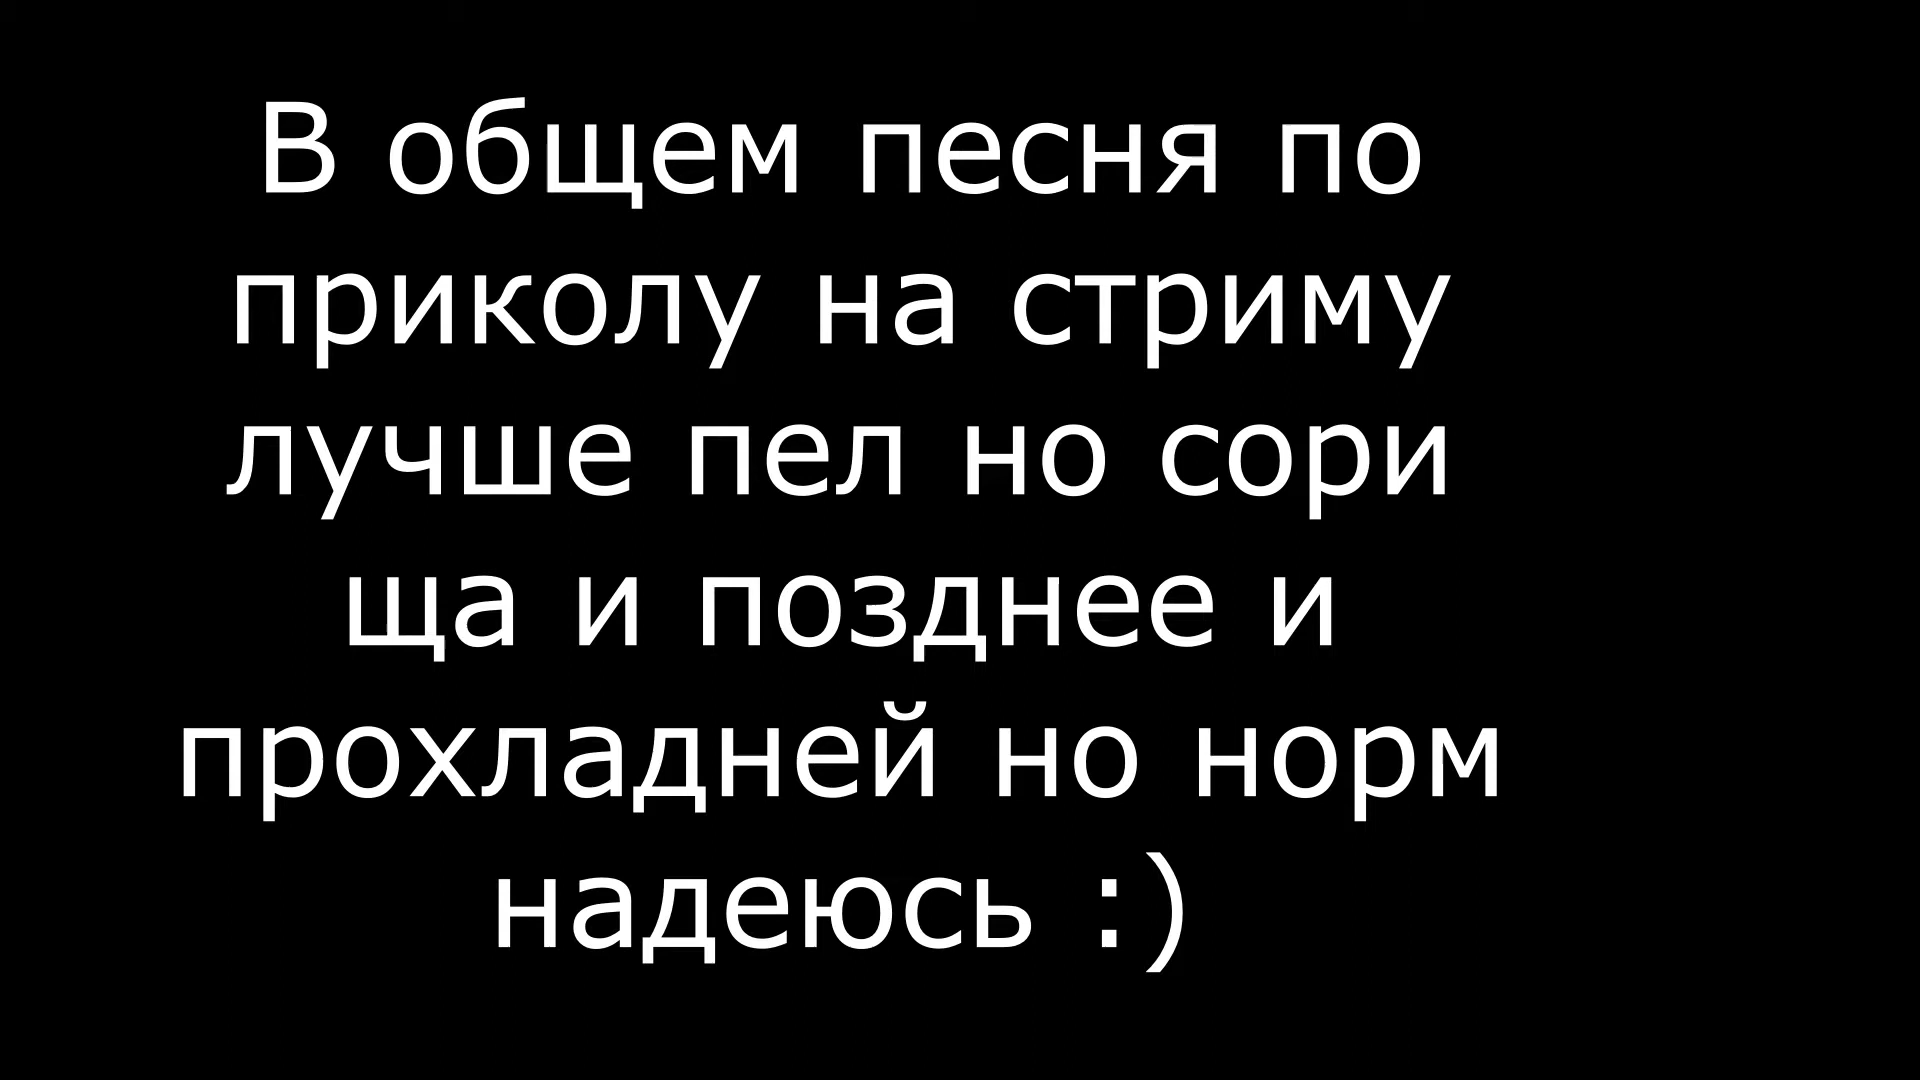 В общем песня по
приколу на стриму
лучше пел но сори
ща и позднее и
прохладней но норм
надеюсь :)